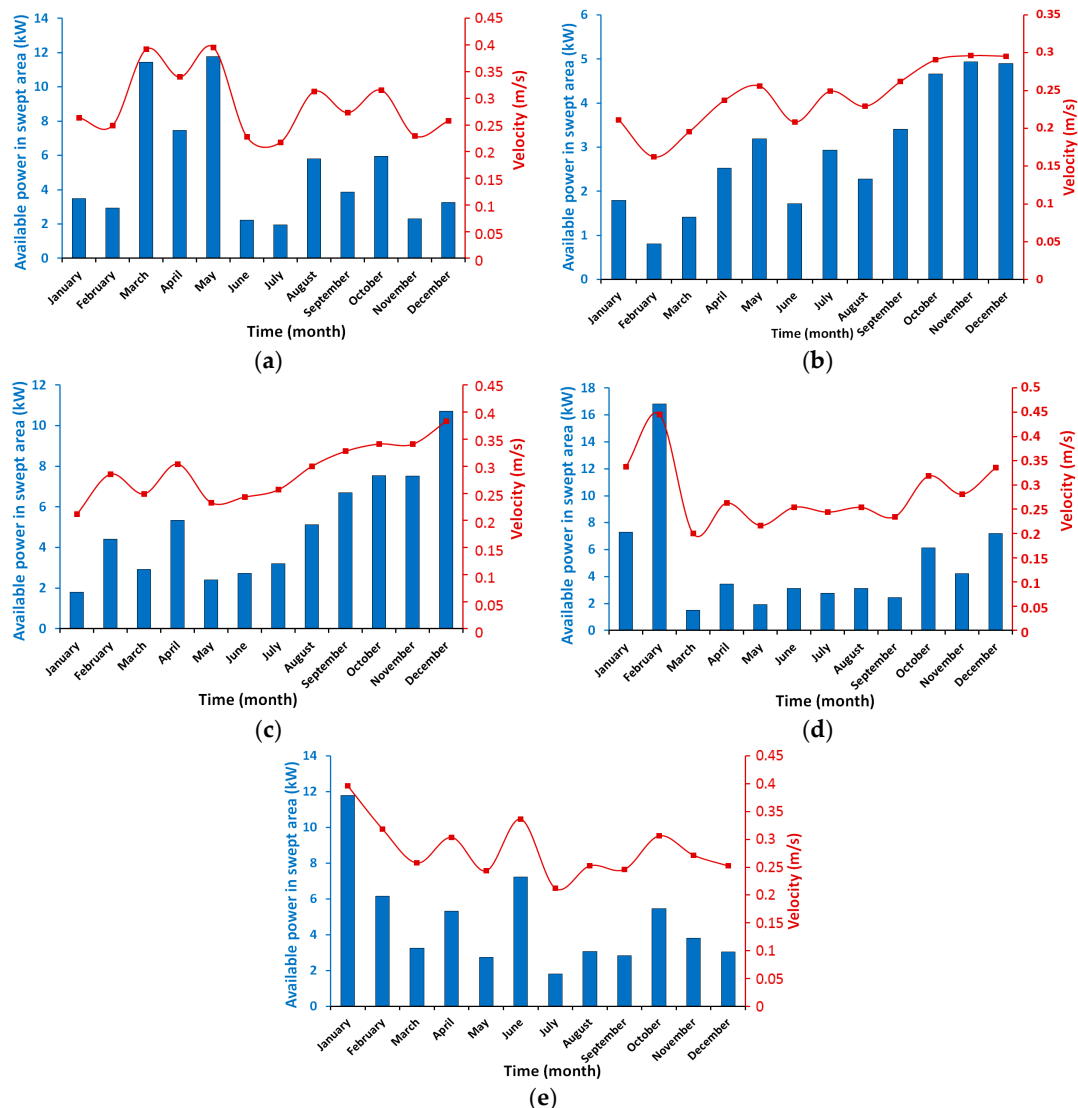 Available power in swept area (kW)
14
12
10
8
6
4
2
0
0.45
0.4
0.35
0.3
0.25
0.2
0.15
0.1
0.05
0
Velocity (m/s)
January
February
March
April
May
June
July
August
September
October
November
December
Time (month)
(a)
Available power in swept area (kW)
6
5
4
3
2
1
0
0.35
0.3
0.25
0.2
0.15
0.1
0.05
0
Velocity (m/s)
January
February
March
April
May
June
July
August
September
October
November
December
Time (month)
(b)
Available power in swept area (kW)
12
10
8
6
4
2
0
0.45
0.4
0.35
0.3
0.25
0.2
0.15
0.1
0.05
0
Velocity (m/s)
January
February
March
April
May
June
July
August
September
October
November
December
Time (month)
(c)
Available power in swept area (kW)
18
16
14
12
10
8
6
4
2
0
0.5
0.45
0.4
0.35
0.3
0.25
0.2
0.15
0.1
0.05
0
Velocity (m/s)
January
February
March
April
May
June
July
August
September
October
November
December
Time (month)
(d)
Available power in swept area (kW)
14
12
10
8
6
4
2
0
0.45
0.4
0.35
0.3
0.25
0.2
0.15
0.1
0.05
0
Velocity (m/s)
January
February
March
April
May
June
July
August
September
October
November
December
Time (month)
(e)